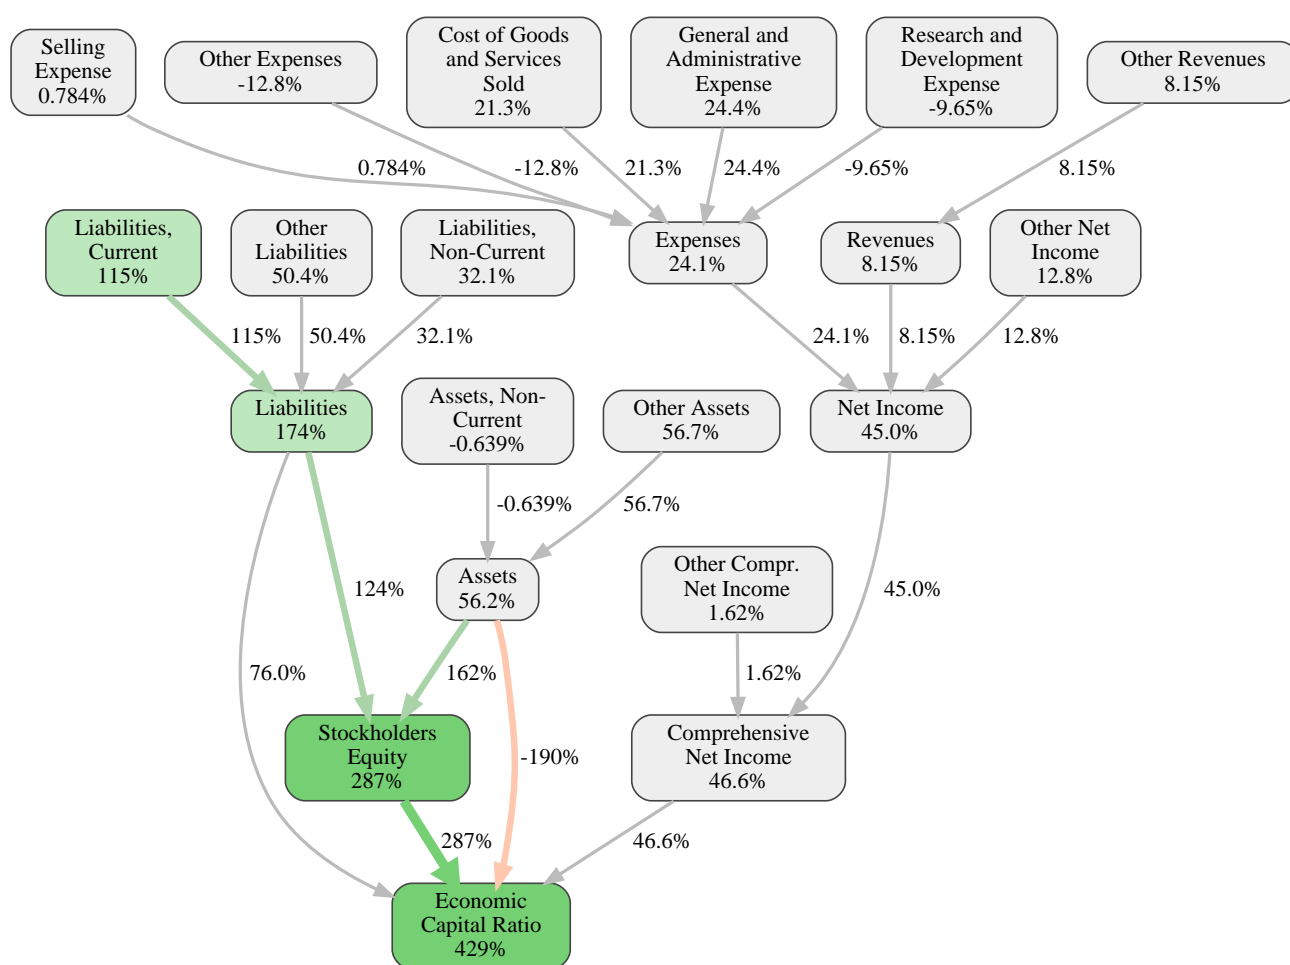 Selling
Expense
0.784%
Other Expenses
-12.8%
Cost of Goods
and Services
Sold
21.3%
General and
Administrative
Expense
24.4%
Research and
Development
Expense
-9.65%
Other Revenues
8.15%
0.784%
-12.8%
21.3%
24.4%
-9.65%
8.15%
Liabilities,
Current
115%
Other
Liabilities
50.4%
Liabilities,
Non-Current
32.1%
Expenses
24.1%
Revenues
8.15%
Other Net
Income
12.8%
115%
50.4%
32.1%
24.1%
8.15%
12.8%
Liabilities
174%
Assets, Non-
Current
-0.639%
Other Assets
56.7%
Net Income
45.0%
-0.639%
56.7%
Assets
56.2%
Other Compr.
Net Income
1.62%
124%
45.0%
76.0%
162%
1.62%
Stockholders
Equity
287%
-190%
Comprehensive
Net Income
46.6%
287%
46.6%
Economic
Capital Ratio
429%